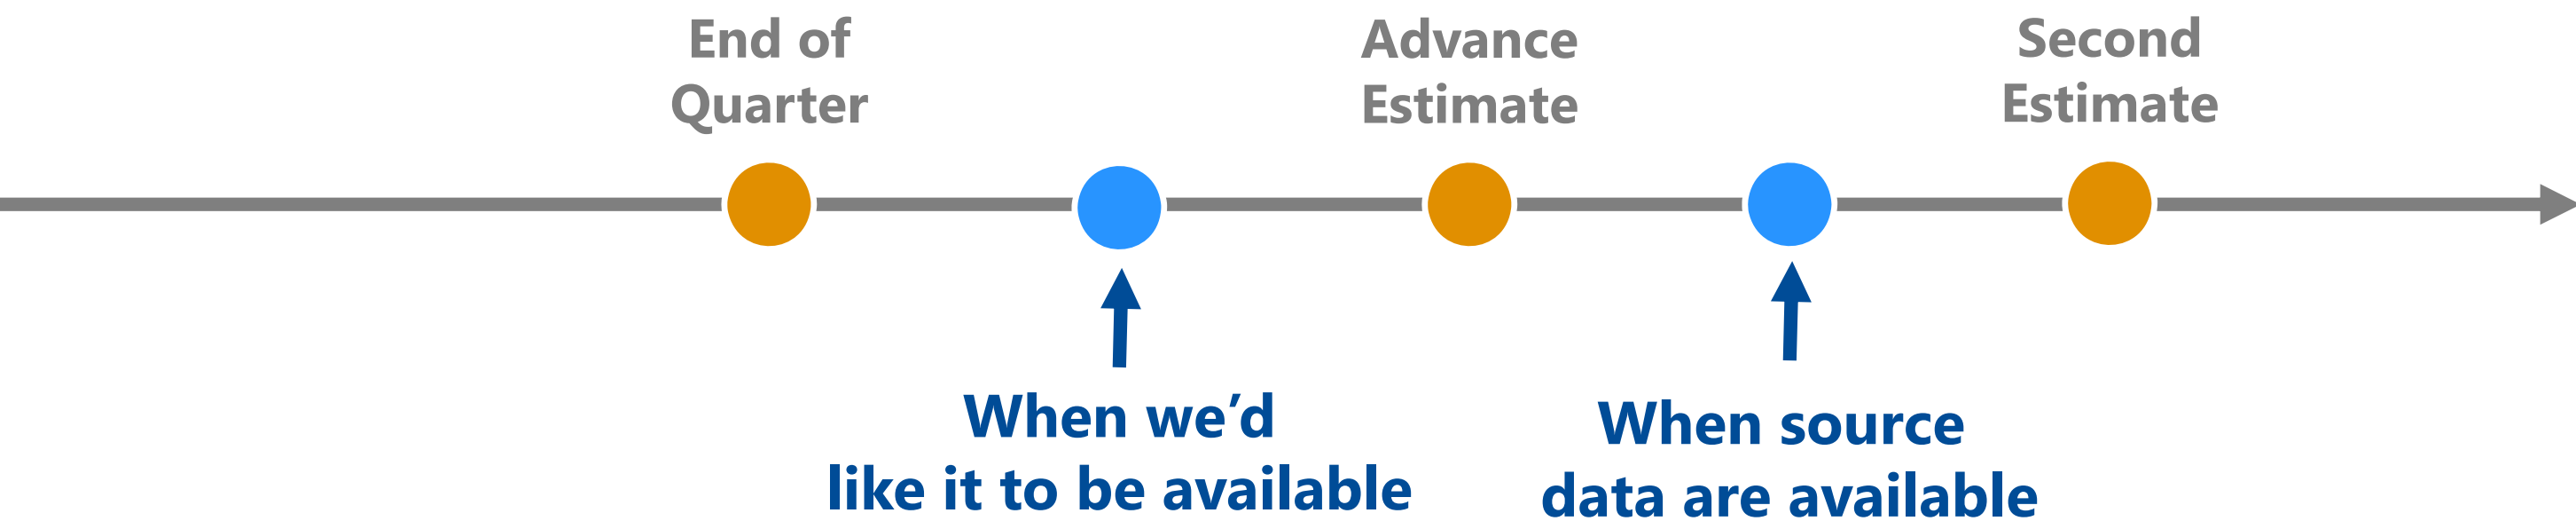 End of
Quarter
Advance
Estimate
Second
Estimate
When we’d
like it to be available
When source
data are available